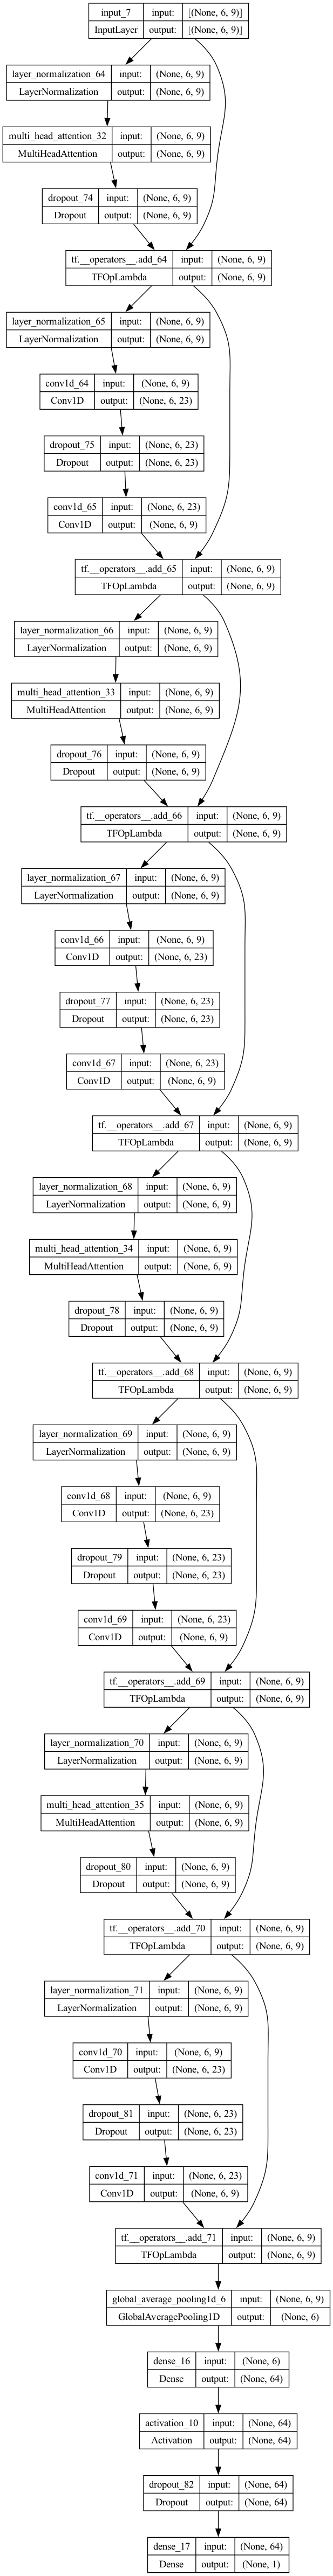 input_7 input: [(None, 6, 9)]
InputLayer output: [(None, 6, 9)]
layer_normalization_64 input: (None, 6, 9)
LayerNormalization output: (None, 6, 9)
multi_head_attention_32 input: (None, 6, 9)
MultiHeadAttention output: (None, 6, 9)
dropout_74 input: (None, 6, 9)
Dropout output: (None, 6, 9)
tf.__operators__.add_64 input: (None, 6, 9)
TFOpLambda output: (None, 6, 9)
layer_normalization_65 input: (None, 6, 9)
LayerNormalization output: (None, 6, 9)
conv1d_64 input: (None, 6, 9)
Conv1D output: (None, 6, 23)
dropout_75 input: (None, 6, 23)
Dropout output: (None, 6, 23)
conv1d_65 input: (None, 6, 23)
Conv1D output: (None, 6, 9)
tf.__operators__.add_65 input: (None, 6, 9)
TFOpLambda output: (None, 6, 9)
layer_normalization_66 input: (None, 6, 9)
LayerNormalization output: (None, 6, 9)
multi_head_attention_33 input: (None, 6, 9)
MultiHeadAttention output: (None, 6, 9)
dropout_76 input: (None, 6, 9)
Dropout output: (None, 6, 9)
tf.__operators__.add_66 input: (None, 6, 9)
TFOpLambda output: (None, 6, 9)
layer_normalization_67 input: (None, 6, 9)
LayerNormalization output: (None, 6, 9)
conv1d_66 input: (None, 6, 9)
Conv1D output: (None, 6, 23)
dropout_77 input: (None, 6, 23)
Dropout output: (None, 6, 23)
conv1d_67 input: (None, 6, 23)
Conv1D output: (None, 6, 9)
tf.__operators__.add_67 input: (None, 6, 9)
TFOpLambda output: (None, 6, 9)
layer_normalization_68 input: (None, 6, 9)
LayerNormalization output: (None, 6, 9)
multi_head_attention_34 input: (None, 6, 9)
MultiHeadAttention output: (None, 6, 9)
dropout_78 input: (None, 6, 9)
Dropout output: (None, 6, 9)
tf.__operators__.add_68 input: (None, 6, 9)
TFOpLambda output: (None, 6, 9)
layer_normalization_69 input: (None, 6, 9)
LayerNormalization output: (None, 6, 9)
conv1d_68 input: (None, 6, 9)
Conv1D output: (None, 6, 23)
dropout_79 input: (None, 6, 23)
Dropout output: (None, 6, 23)
conv1d_69 input: (None, 6, 23)
Conv1D output: (None, 6, 9)
tf.__operators__.add_69 input: (None, 6, 9)
TFOpLambda output: (None, 6, 9)
layer_normalization_70 input: (None, 6, 9)
LayerNormalization output: (None, 6, 9)
multi_head_attention_35 input: (None, 6, 9)
MultiHeadAttention output: (None, 6, 9)
dropout_80 input: (None, 6, 9)
Dropout output: (None, 6, 9)
tf.__operators__.add_70 input: (None, 6, 9)
TFOpLambda output: (None, 6, 9)
layer_normalization_71 input: (None, 6, 9)
LayerNormalization output: (None, 6, 9)
conv1d_70 input: (None, 6, 9)
Conv1D output: (None, 6, 23)
dropout_81 input: (None, 6, 23)
Dropout output: (None, 6, 23)
conv1d_71 input: (None, 6, 23)
Conv1D output: (None, 6, 9)
tf.__operators__.add_71 input: (None, 6, 9)
TFOpLambda output: (None, 6, 9)
global_average_pooling1d_6 input: (None, 6, 9)
GlobalAveragePooling1D output: (None, 6)
dense_16 input: (None, 6)
Dense output: (None, 64)
activation_10 input: (None, 64)
Activation output: (None, 64)
dropout_82 input: (None, 64)
Dropout output: (None, 64)
dense_17 input: (None, 64)
Dense output: (None, 1)